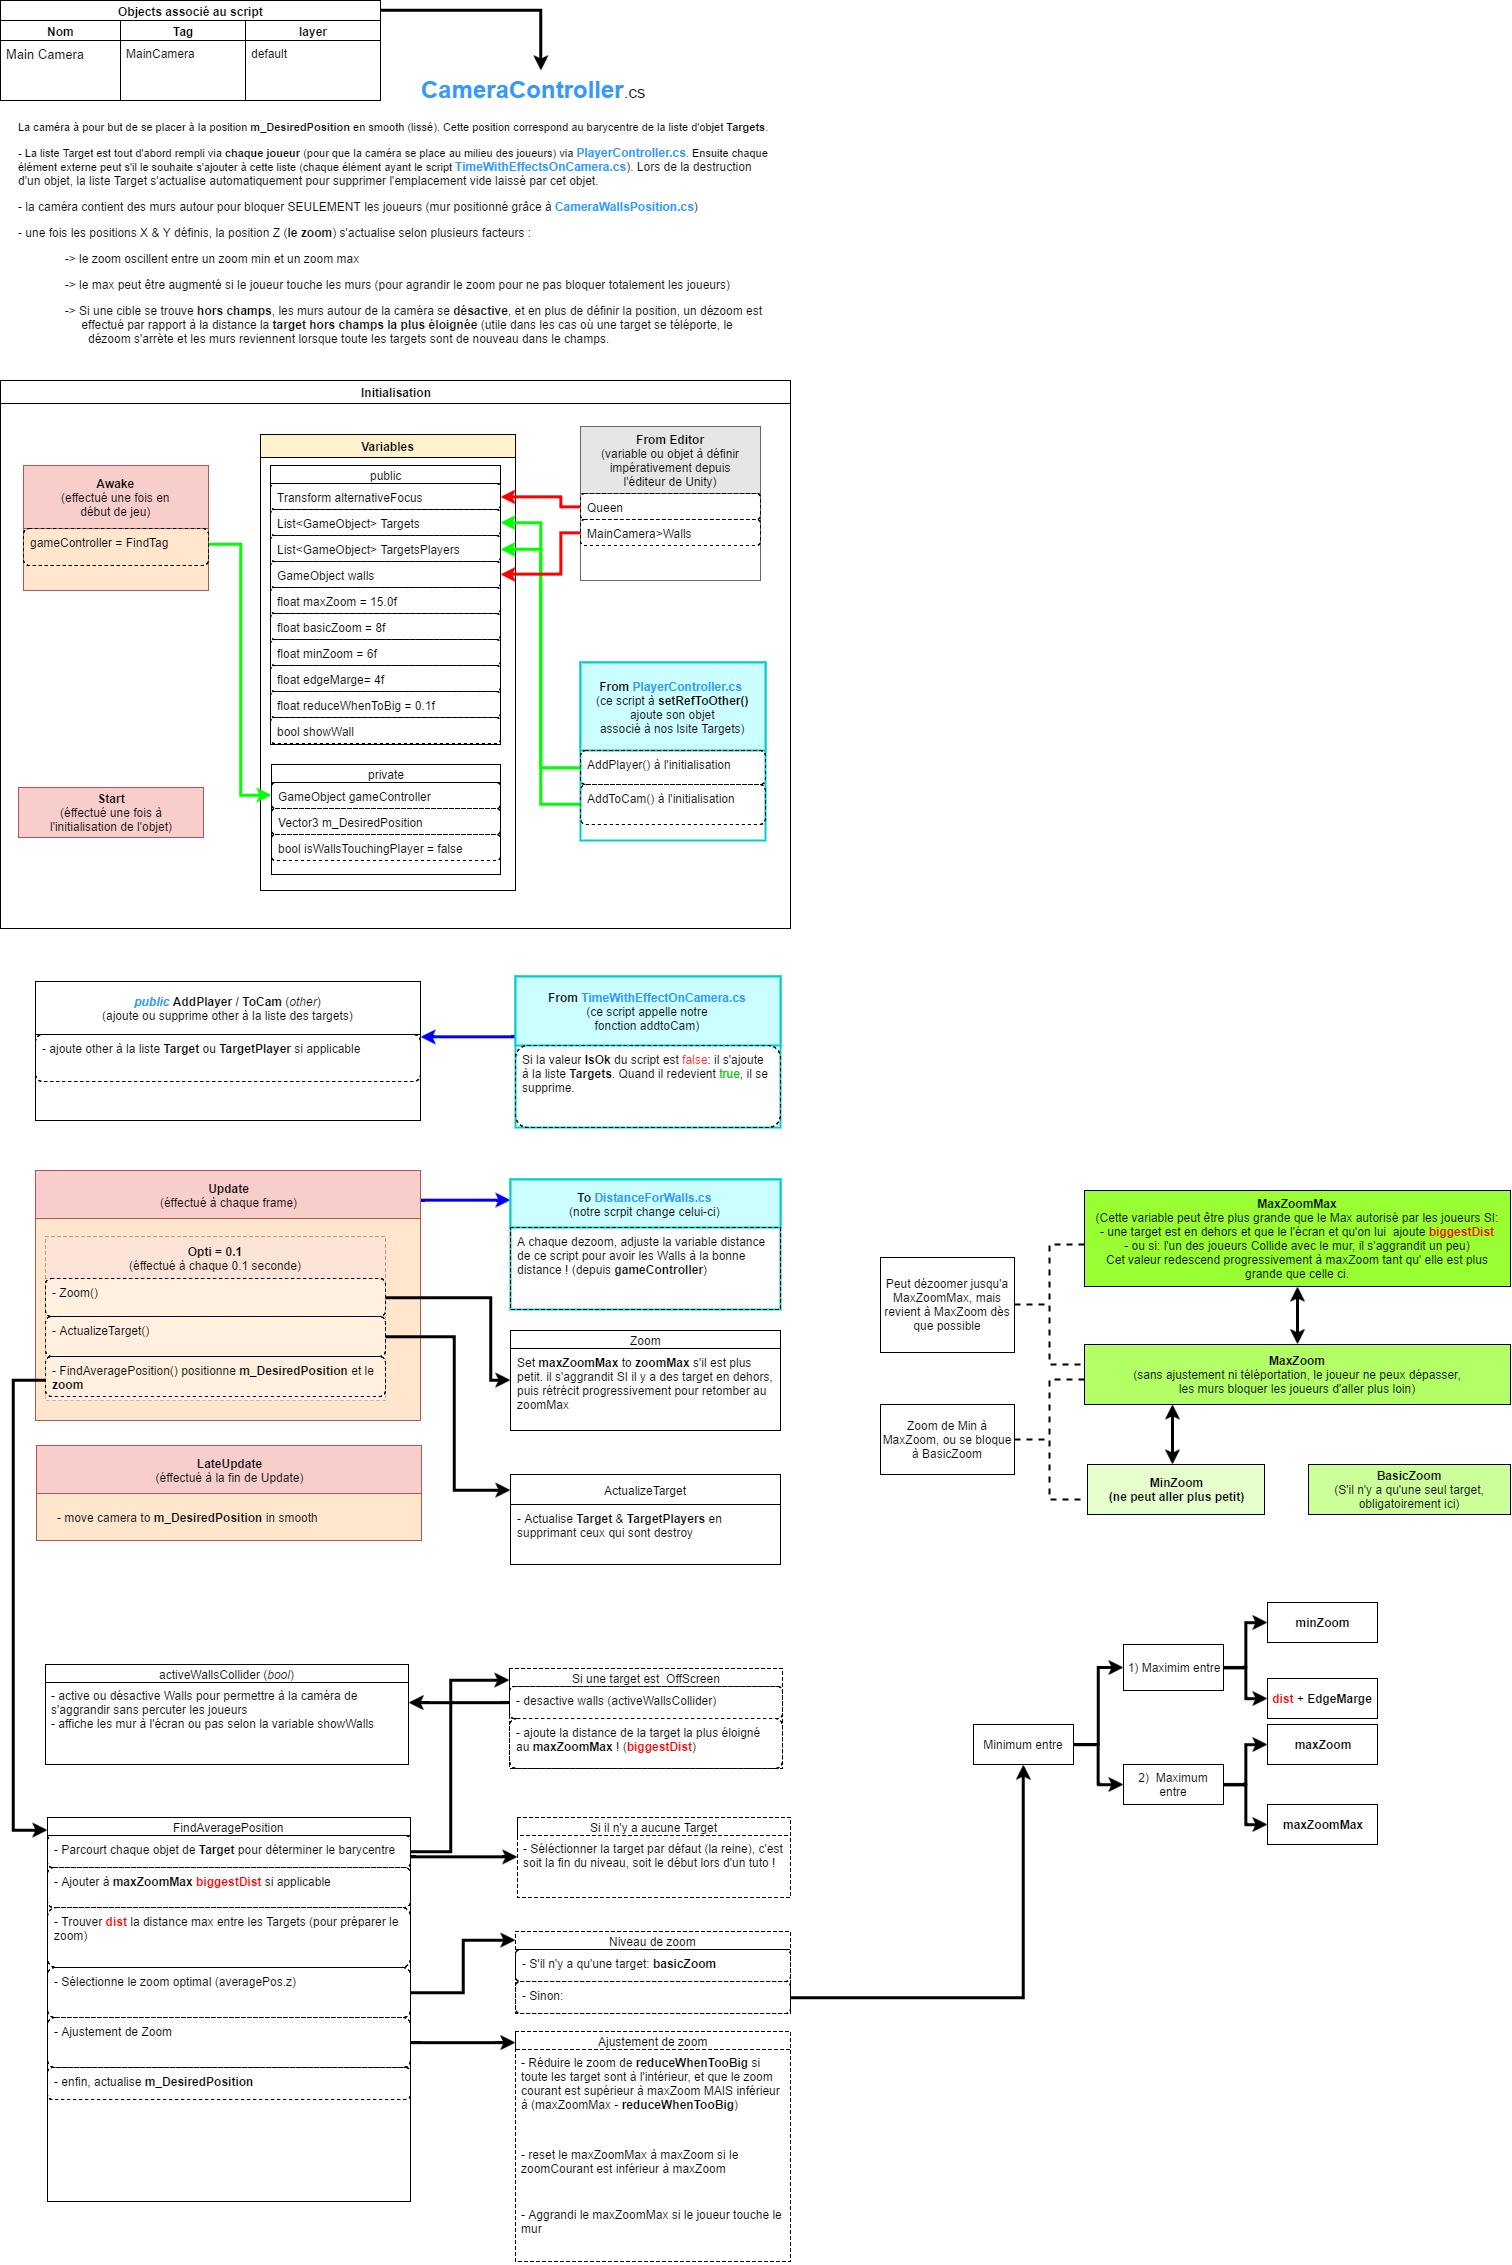 Objects associé au script
Nom Tag layer
Main Camera MainCamera default
CameraController.cs
La caméra à pour but de se placer à la position m_DesiredPosition en smooth (lissé). Cette position correspond au barycentre de la liste d'objet Targets.
- La liste Target est tout d'abord rempli via chaque joueur (pour que la caméra se place au milieu des joueurs) via PlayerController.cs. Ensuite chaque
élément externe peut s'il le souhaite s'ajouter à cette liste (chaque élément ayant le script TimeWithEffectsOnCamera.cs). Lors de la destruction
d'un objet, la liste Target s'actualise automatiquement pour supprimer l'emplacement vide laissé par cet objet.
- la caméra contient des murs autour pour bloquer SEULEMENT les joueurs (mur positionné grâce à CameraWallsPosition.cs)
- une fois les positions X & Y définis, la position Z (le zoom) s'actualise selon plusieurs facteurs :
-> le zoom oscillent entre un zoom min et un zoom max
-> le max peut être augmenté si le joueur touche les murs (pour agrandir le zoom pour ne pas bloquer totalement les joueurs)
-> Si une cible se trouve hors champs, les murs autour de la caméra se désactive, et en plus de définir la position, un dézoom est
effectué par rapport à la distance la target hors champs la plus éloignée (utile dans les cas où une target se téléporte, le
dézoom s'arrète et les murs reviennent lorsque toute les targets sont de nouveau dans le champs.
Initialisation
Awake
(effectué une fois en
début de jeu)
gameController = FindTag
Start
(éffectué une fois à
l'initialisation de l'objet)
Variables
public
Transform alternativeFocus
List<GameObject> Targets
List<GameObject> TargetsPlayers
GameObject walls
float maxZoom = 15.0f
float basicZoom = 8f
float minZoom = 6f
float edgeMarge= 4f
float reduceWhenToBig = 0.1f
bool showWall
private
GameObject gameController
Vector3 m_DesiredPosition
bool isWallsTouchingPlayer = false
From Editor
(variable ou objet à définir
impérativement depuis
l'éditeur de Unity)
Queen
MainCamera>Walls
From PlayerController.cs
(ce script à setRefToOther()
ajoute son objet
associé à nos lsite Targets)
AddPlayer() à l'initialisation
AddToCam() à l'initialisation
public AddPlayer / ToCam (other)
(ajoute ou supprime other à la liste des targets)
- ajoute other à la liste Target ou TargetPlayer si applicable
From TimeWithEffectOnCamera.cs
(ce script appelle notre
fonction addtoCam)
Si la valeur IsOk du script est false: il s'ajoute
à la liste Targets. Quand il redevient true, il se
supprime.
Update
(éffectué à chaque frame)
Opti = 0.1
(éffectué à chaque 0.1 seconde)
- Zoom()
- ActualizeTarget()
- FindAveragePosition() positionne m_DesiredPosition et le
zoom
LateUpdate
(éffectué à la fin de Update)
- move camera to m_DesiredPosition in smooth
To DistanceForWalls.cs
(notre scrpit change celui-ci)
A chaque dezoom, adjuste la variable distance
de ce script pour avoir les Walls à la bonne
distance ! (depuis gameController)
Zoom
Set maxZoomMax to zoomMax s'il est plus
petit. il s'aggrandit SI il y a des target en dehors,
puis rétrécit progressivement pour retomber au
zoomMax
ActualizeTarget
- Actualise Target & TargetPlayers en
supprimant ceux qui sont destroy
Peut dézoomer jusqu'a
MaxZoomMax, mais
revient à MaxZoom dès
que possible
Zoom de Min à
MaxZoom, ou se bloque
à BasicZoom
MaxZoomMax
(Cette variable peut être plus grande que le Max autorisé par les joueurs SI:
- une target est en dehors et que le l'écran et qu'on lui ajoute biggestDist
- ou si: l'un des joueurs Collide avec le mur, il s'aggrandit un peu)
Cet valeur redescend progressivement à maxZoom tant qu' elle est plus
grande que celle ci.
MaxZoom
(sans ajustement ni téléportation, le joueur ne peux dépasser,
les murs bloquer les joueurs d'aller plus loin)
MinZoom
(ne peut aller plus petit)
BasicZoom
(S'il n'y a qu'une seul target,
obligatoirement ici)
activeWallsCollider (bool)
- active ou désactive Walls pour permettre à la caméra de
s'aggrandir sans percuter les joueurs
- affiche les mur à l'écran ou pas selon la variable showWalls
Si une target est OffScreen
- desactive walls (activeWallsCollider)
- ajoute la distance de la target la plus éloigné
au maxZoomMax ! (biggestDist)
FindAveragePosition
- Parcourt chaque objet de Target pour déterminer le barycentre
- Ajouter à maxZoomMax biggestDist si applicable
- Trouver dist la distance max entre les Targets (pour préparer le
zoom)
- Sélectionne le zoom optimal (averagePos.z)
- Ajustement de Zoom
- enfin, actualise m_DesiredPosition
Si il n'y a aucune Target
- Séléctionner la target par défaut (la reine), c'est
soit la fin du niveau, soit le début lors d'un tuto !
Niveau de zoom
- S'il n'y a qu'une target: basicZoom
- Sinon:
Ajustement de zoom
- Réduire le zoom de reduceWhenTooBig si
toute les target sont à l'intérieur, et que le zoom
courant est supérieur à maxZoom MAIS inférieur
à (maxZoomMax - reduceWhenTooBig)
- reset le maxZoomMax à maxZoom si le
zoomCourant est inférieur à maxZoom
- Aggrandi le maxZoomMax si le joueur touche le
mur
Minimum entre
1) Maximim entre
minZoom
dist + EdgeMarge
2) Maximum
entre
maxZoom
maxZoomMax